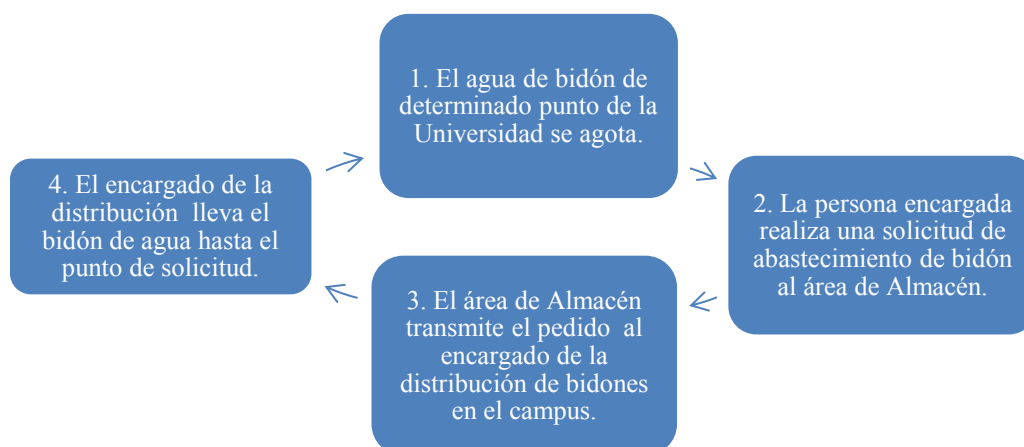 1. El agua de bidón de
determinado punto de la
Universidad se agota.
2. La persona encargada
realiza una solicitud de
abastecimiento de bidón
al área de Almacén.
3. El área de Almacén
transmite el pedido al
encargado de la
distribución de bidones
en el campus.
4. El encargado de la
distribución lleva el
bidón de agua hasta el
punto de solicitud.